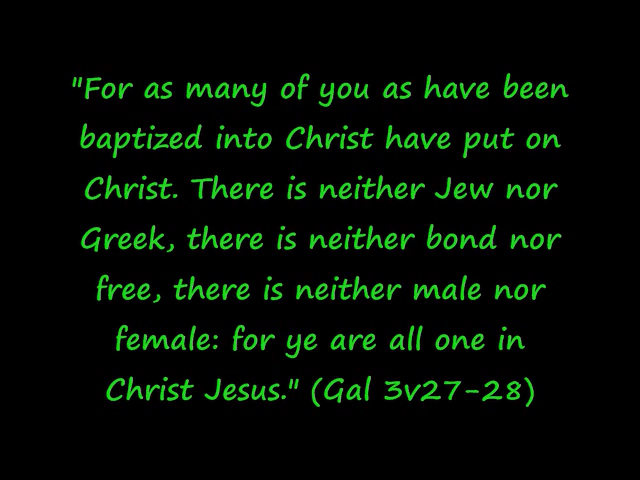 "For as many of you as have been
baptized into Christ have put on
Christ. There is neither Jew nor
Greek, there is neither bond nor
free, there is neither male nor
female: for ye are all one in
Christ Jesus." (Gal 3v27-28)